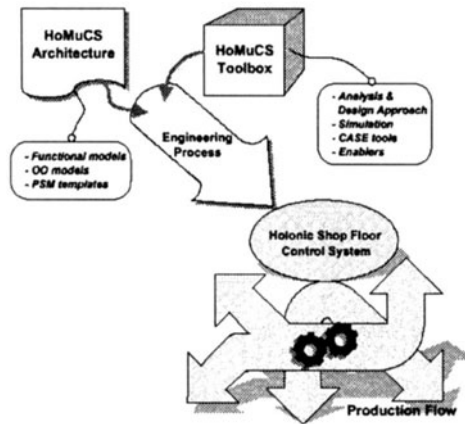 HoMuCS
Architecture
HoMuCS
Toolbox
- Analysis &
Design Approach
- Simulation
- CASE tools
- Enablers
Engineering
Process
- Functional models
- OO models
- PSM templates
Holonic Shop Floor
Control System
Production Flow